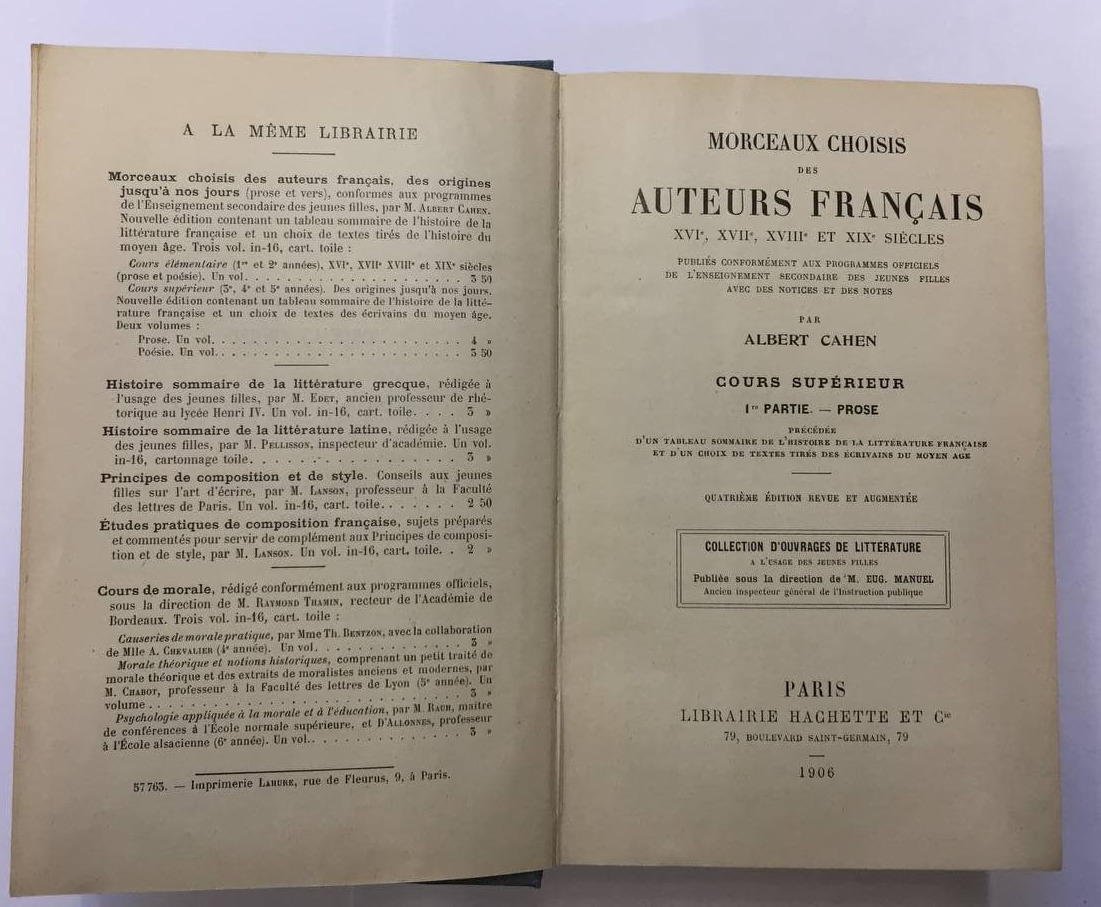 A LA MÊME LIBRAIRIE
Morceaux choisis des auteurs français, des origines
jusqu'à nos jours (prose et vers), conformes aux programmes
de l'Enseignement secondaire des jeunes filles, par M. ALBERT CAHEN.
Nouvelle édition contenant un tableau sommaire de l'histoire de la
littérature française et un choix de textes tirés de l'histoire du
moyen âge. Trois vol. in-16, cart. toile :
Cours élémentaire (1re et 2e années), XVIe, XVIIe XVIIIe et XIXe siècles
(prose et poésie). Un vol. . . . . . . . . . . . . . . . . . 3 50
Cours supérieur (3e, 4e et 5e années). Des origines jusqu'à nos jours.
Nouvelle édition contenant un tableau sommaire de l'histoire de la litté-
rature française et un choix de textes des écrivains du moyen âge.
Deux volumes :
Prose. Un vol. . . . . . . . . . . . . . . . . . . . . 4 »
Poésie. Un vol. . . . . . . . . . . . . . . . . . . . . 3 50
Histoire sommaire de la littérature grecque, rédigée à
l'usage des jeunes filles, par M. EDET, ancien professeur de rhé-
torique au lycée Henri IV. Un vol. in-16, cart. toile. . . . 3 »
Histoire sommaire de la littérature latine, rédigée à l'usage
des jeunes filles, par M. PELLISSON, inspecteur d'académie. Un vol.
in-16, cartonnage toile. . . . . . . . . . . . . . . . . 3 »
Principes de composition et de style. Conseils aux jeunes
filles sur l'art d'écrire, par M. LANSON, professeur à la Faculté
des lettres de Paris. Un vol. in-16, cart. toile. . . . . . . 2 50
Études pratiques de composition française, sujets préparés
et commentés pour servir de complément aux Principes de composi-
tion et de style, par M. LANSON. Un vol. in-16, cart. toile. . 2 »
Cours de morale, rédigé conformément aux programmes officiels,
sous la direction de M. RAYMOND THAMIN, recteur de l'Académie de
Bordeaux. Trois vol. in-16, cart. toile :
Causeries de morale pratique, par Mme Th. BENTZON, avec la collaboration
de Mlle A. CHEVALIER (4e année). Un vol. . . . . . . . . . . . 3 »
Morale théorique et notions historiques, comprenant un petit traité de
morale théorique et des extraits de moralistes anciens et modernes, par
M. CHABOT, professeur à la Faculté des lettres de Lyon (5e année). Un
volume . . . . . . . . . . . . . . . . . . . . . . . . 3 »
Psychologie appliquée à la morale et à l'éducation, par M. RAUH, maître
de conférences à l'École normale supérieure, et D'ALLONNES, professeur
à l'École alsacienne (6e année). Un vol. . . . . . . . . . . . 3 »
57763. — Imprimerie LAHURE, rue de Fleurus, 9, à Paris.
MORCEAUX CHOISIS
DES
AUTEURS FRANÇAIS
XVIe, XVIIe, XVIIIe ET XIXe SIÈCLES
PUBLIÉS CONFORMÉMENT AUX PROGRAMMES OFFICIELS
DE L'ENSEIGNEMENT SECONDAIRE DES JEUNES FILLES
AVEC DES NOTICES ET DES NOTES
PAR
ALBERT CAHEN
COURS SUPÉRIEUR
Ire PARTIE. — PROSE
PRÉCÉDÉE
D'UN TABLEAU SOMMAIRE DE L'HISTOIRE DE LA LITTÉRATURE FRANÇAISE
ET D'UN CHOIX DE TEXTES TIRÉS DES ÉCRIVAINS DU MOYEN AGE
QUATRIÈME ÉDITION REVUE ET AUGMENTÉE
COLLECTION D'OUVRAGES DE LITTÉRATURE
A L'USAGE DES JEUNES FILLES
Publiée sous la direction de M. EUG. MANUEL
Ancien inspecteur général de l'Instruction publique
PARIS
LIBRAIRIE HACHETTE ET Cie
79, BOULEVARD SAINT-GERMAIN, 79
1906